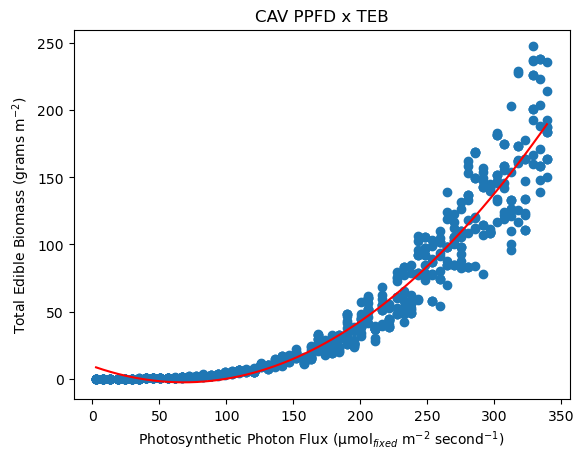 CAV PPFD x TEB
Total Edible Biomass (grams m⁻²)
250
200
150
100
50
0
0 50 100 150 200 250 300 350
Photosynthetic Photon Flux (μmol_fixed m⁻² second⁻¹)